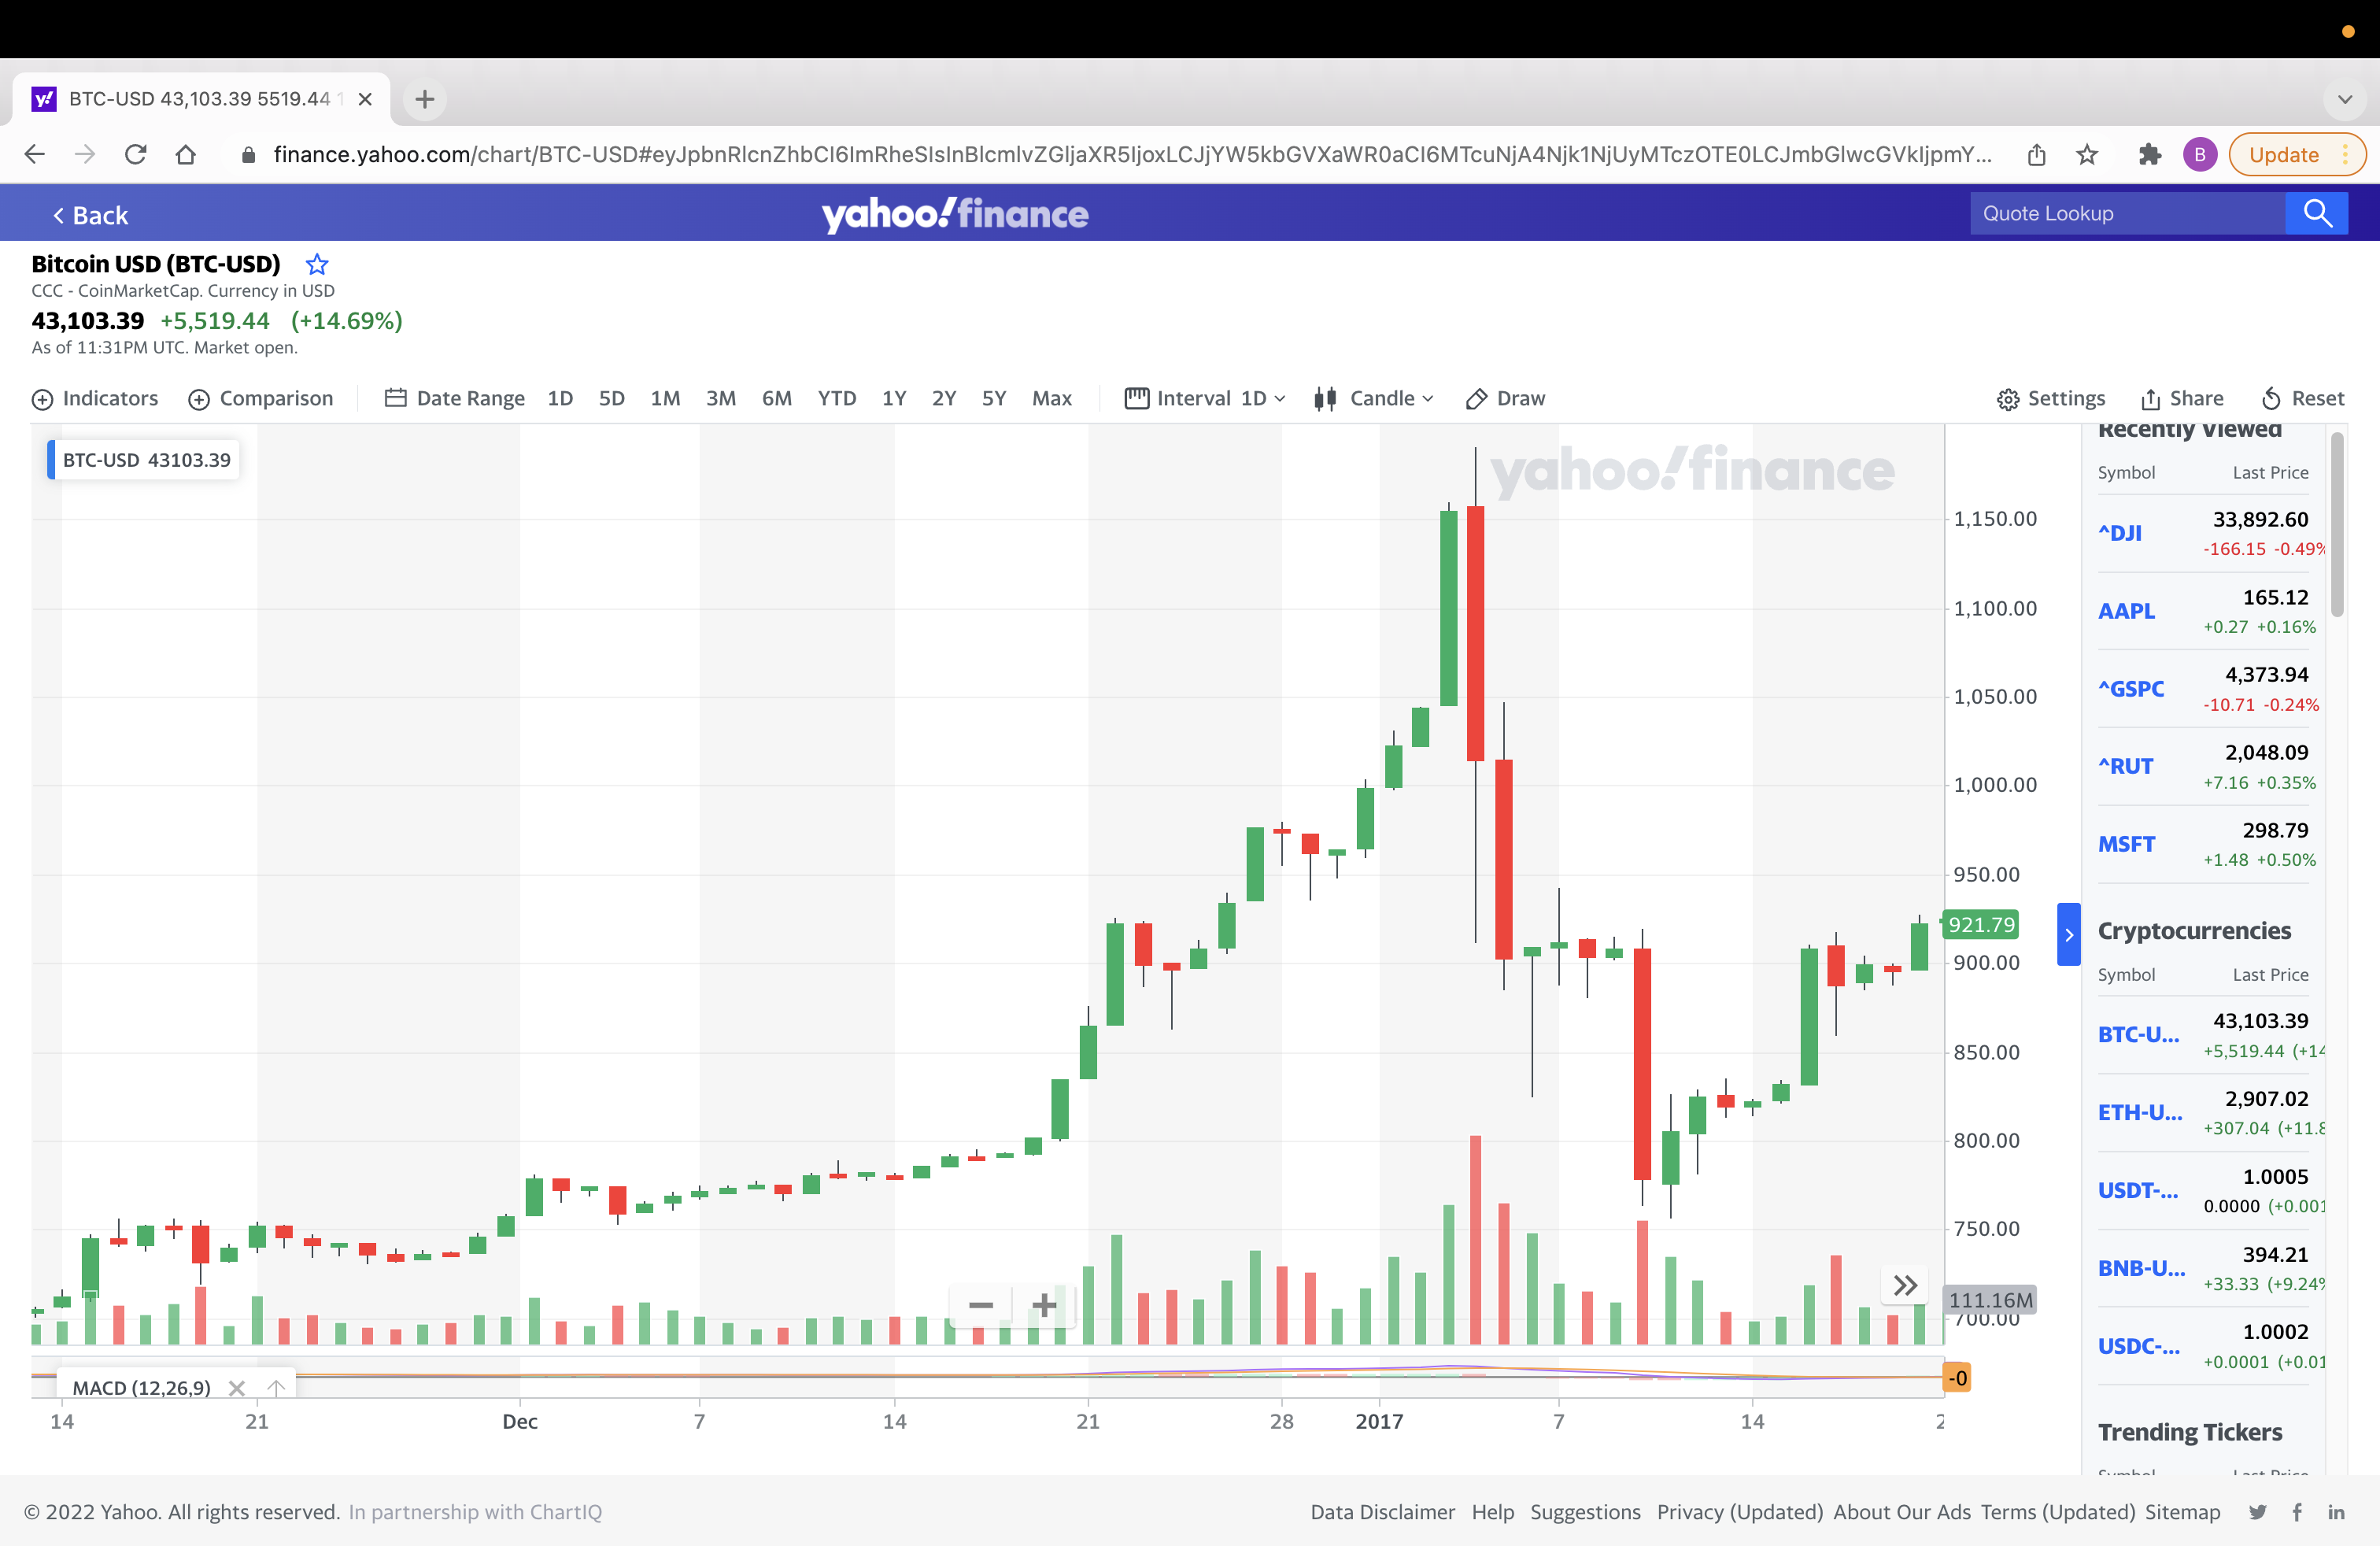 BTC-USD 43,103.39 5519.44 1
finance.yahoo.com/chart/BTC-USD#eyJpbnRlcnZhbCI6ImRheSIsInBlcmlvZGljaXR5IjoxLCJjYW5kbGVXaWR0aCI6MTcuNjA4Njk1NjUyMTczOTE0LCJmbGlwcGVkIjpmY...
B
Update
Back
yahoo!finance
Quote Lookup
Bitcoin USD (BTC-USD)
CCC - CoinMarketCap. Currency in USD
43,103.39 +5,519.44 (+14.69%)
As of 11:31PM UTC. Market open.
Indicators Comparison Date Range 1D 5D 1M 3M 6M YTD 1Y 2Y 5Y Max Interval 1D Candle Draw Settings Share Reset
BTC-USD 43103.39
yahoo!finance
1,150.00
1,100.00
1,050.00
1,000.00
950.00
921.79
900.00
850.00
800.00
750.00
111.16M
700.00
MACD (12,26,9)
-0
14 21 Dec 7 14 21 28 2017 7 14 2
Recently Viewed
Symbol Last Price
^DJI 33,892.60
-166.15 -0.49%
AAPL 165.12
+0.27 +0.16%
^GSPC 4,373.94
-10.71 -0.24%
^RUT 2,048.09
+7.16 +0.35%
MSFT 298.79
+1.48 +0.50%
Cryptocurrencies
Symbol Last Price
BTC-U... 43,103.39
+5,519.44 (+14
ETH-U... 2,907.02
+307.04 (+11.8
USDT-... 1.0005
0.0000 (+0.001
BNB-U... 394.21
+33.33 (+9.24%
USDC-... 1.0002
+0.0001 (+0.01
Trending Tickers
Symbol Last Price
© 2022 Yahoo. All rights reserved. In partnership with ChartIQ
Data Disclaimer Help Suggestions Privacy (Updated) About Our Ads Terms (Updated) Sitemap